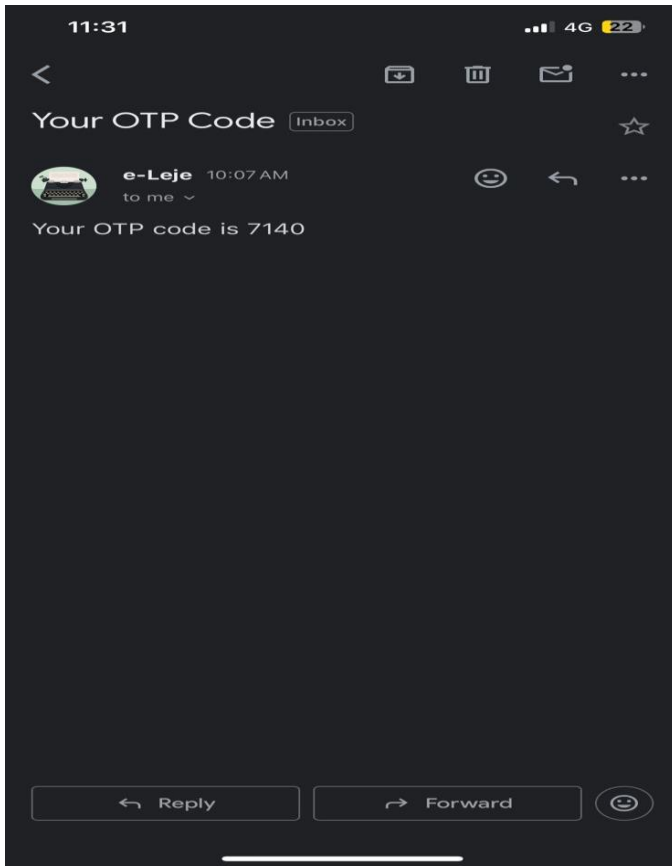 11:31 4G 22
Your OTP Code Inbox
e-Leje 10:07 AM
to me
Your OTP code is 7140
Reply Forward